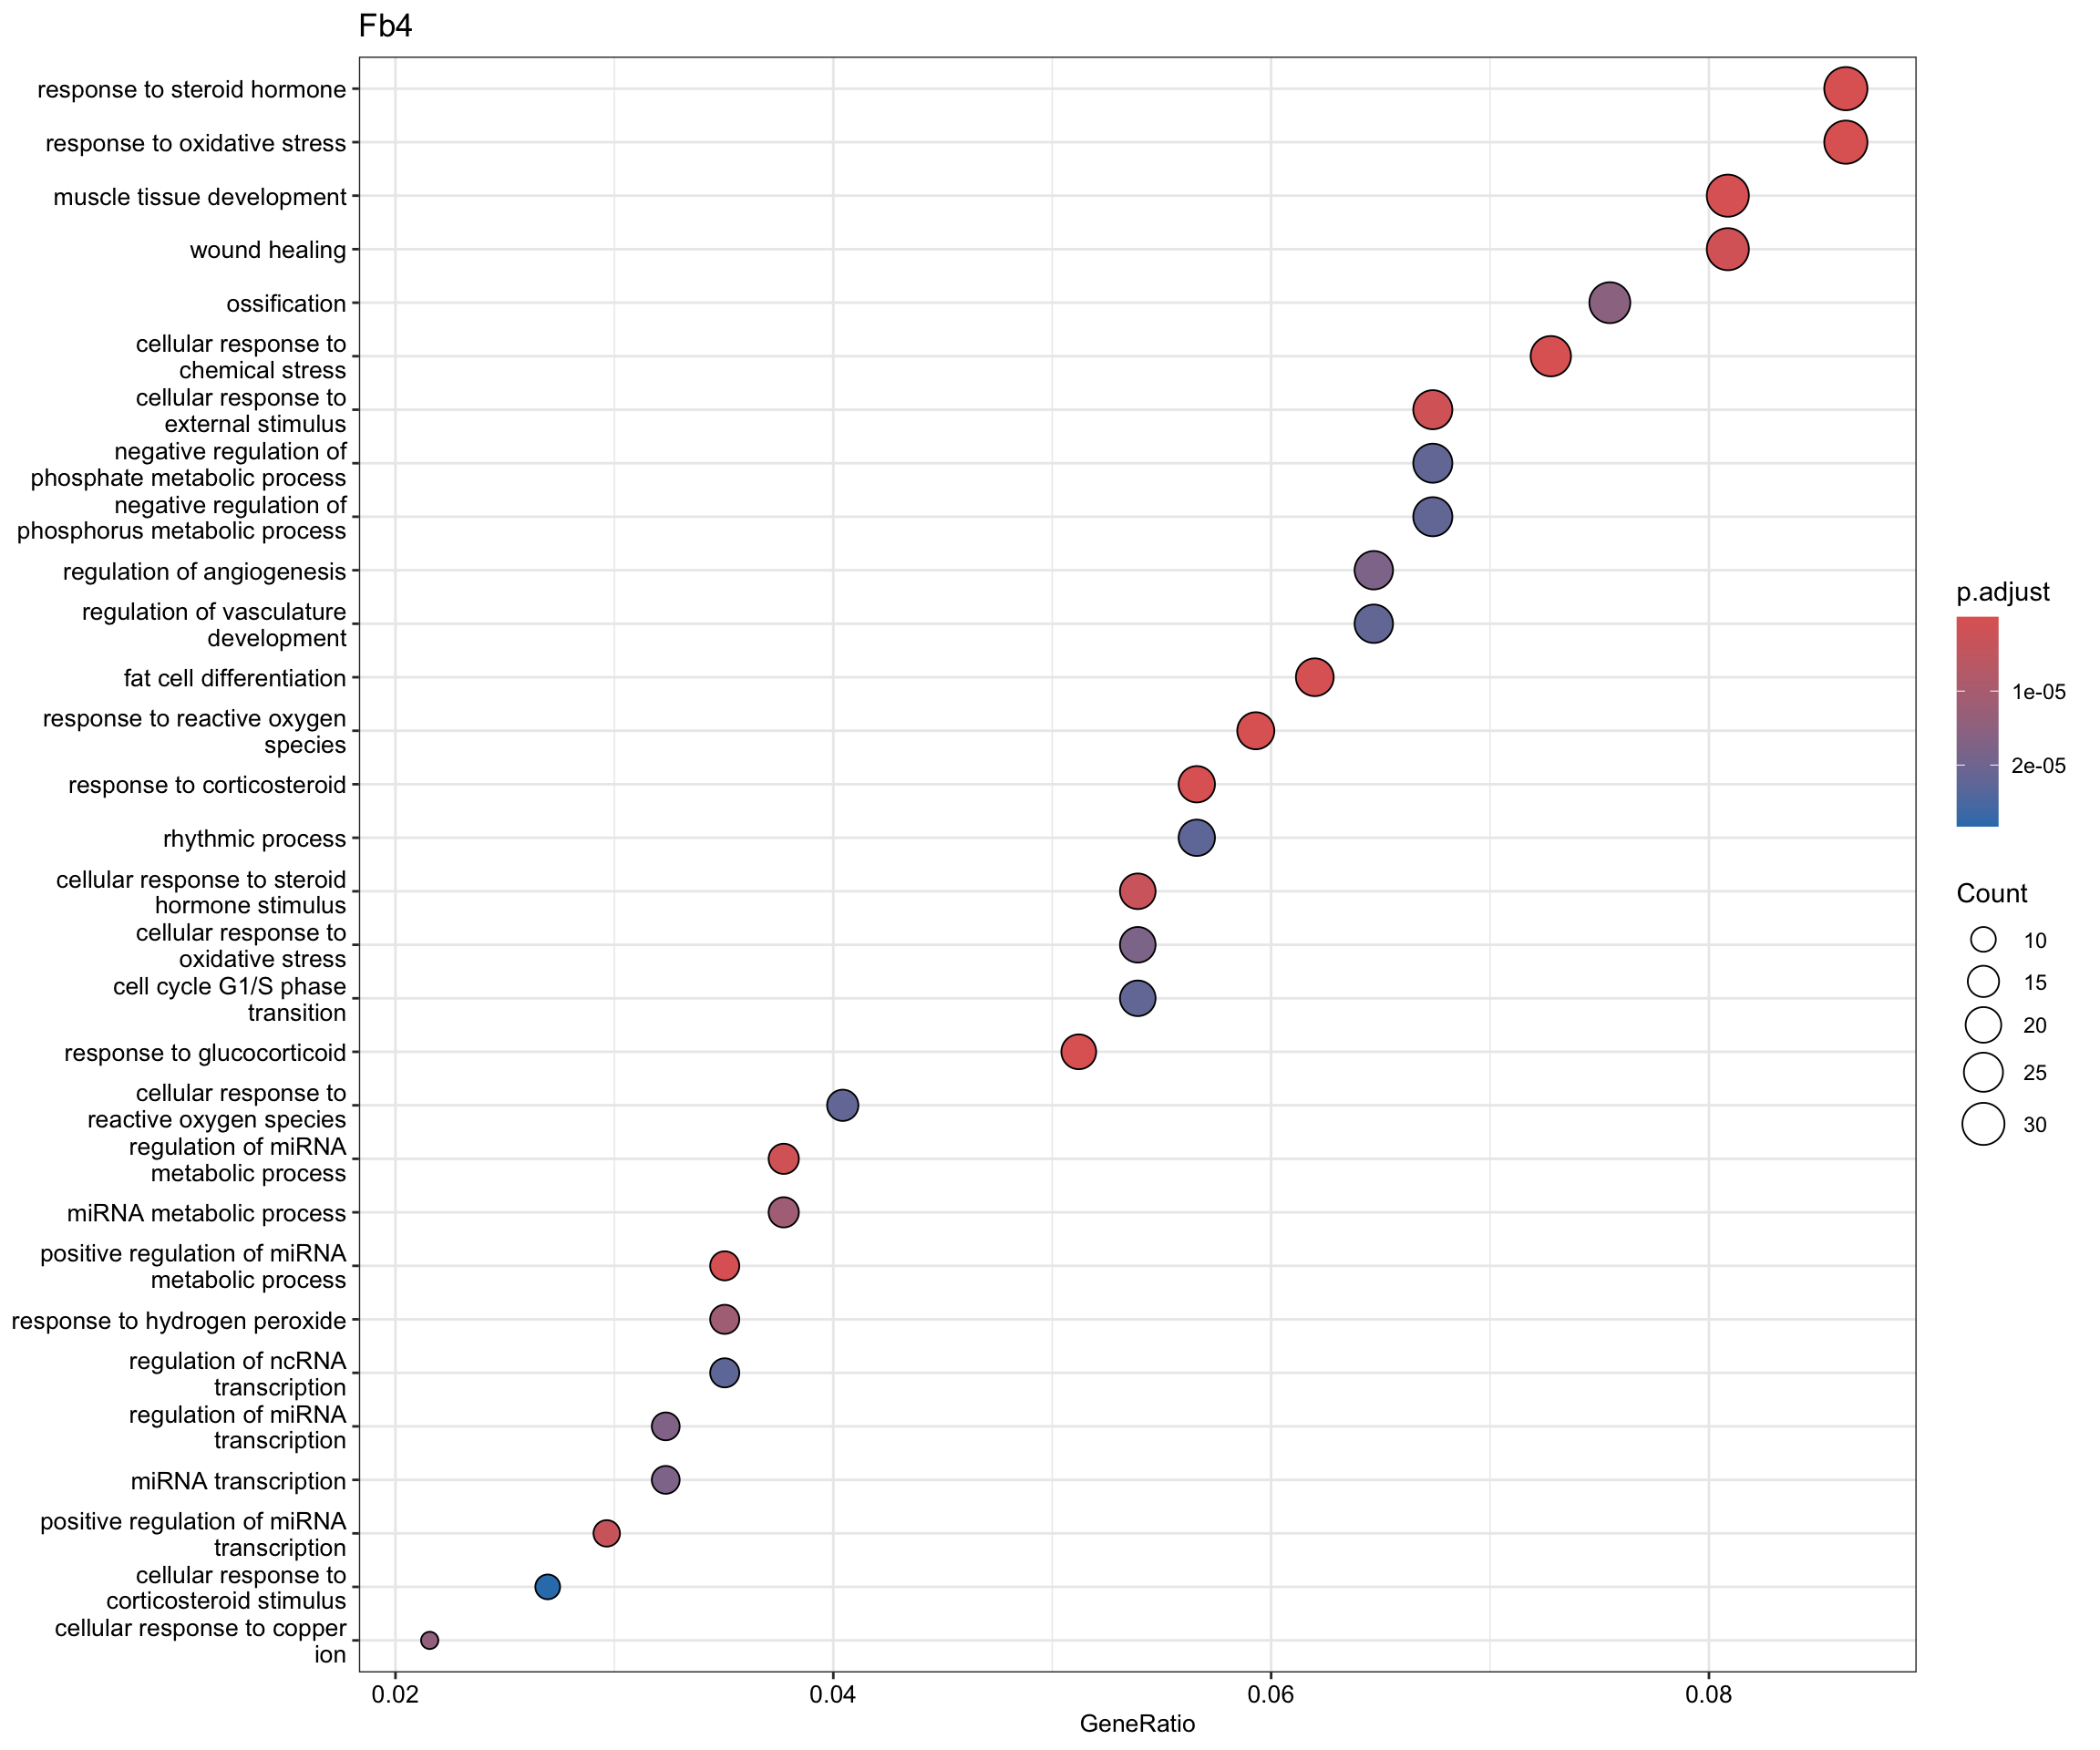 Fb4
response to steroid hormone
response to oxidative stress
muscle tissue development
wound healing
ossification
cellular response to
chemical stress
cellular response to
external stimulus
negative regulation of
phosphate metabolic process
negative regulation of
phosphorus metabolic process
regulation of angiogenesis
regulation of vasculature
development
fat cell differentiation
response to reactive oxygen
species
response to corticosteroid
rhythmic process
cellular response to steroid
hormone stimulus
cellular response to
oxidative stress
cell cycle G1/S phase
transition
response to glucocorticoid
cellular response to
reactive oxygen species
regulation of miRNA
metabolic process
miRNA metabolic process
positive regulation of miRNA
metabolic process
response to hydrogen peroxide
regulation of ncRNA
transcription
regulation of miRNA
transcription
miRNA transcription
positive regulation of miRNA
transcription
cellular response to
corticosteroid stimulus
cellular response to copper
ion
0.02
0.04
0.06
0.08
GeneRatio
p.adjust
1e-05
2e-05
Count
10
15
20
25
30